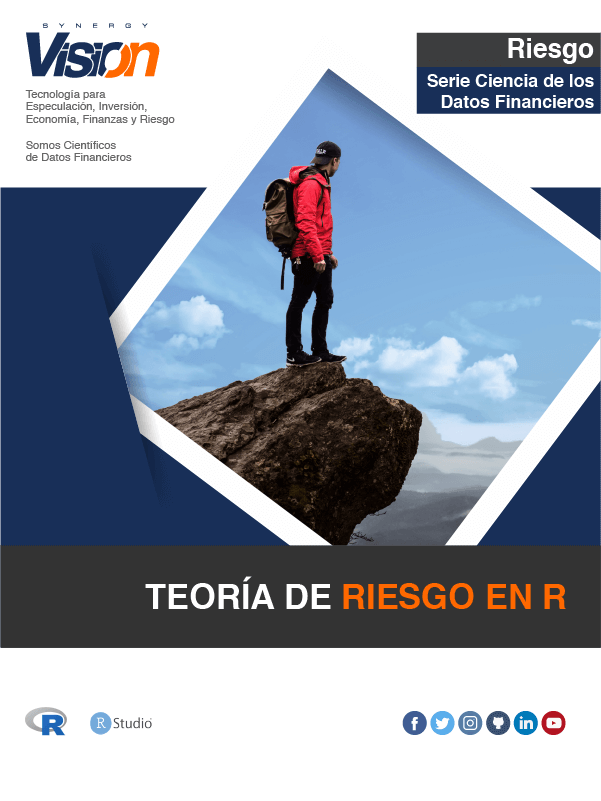 SYNERGY
Vision
Tecnología para
Especulación, Inversión,
Economía, Finanzas y Riesgo
Somos Científicos
de Datos Financieros
Riesgo
Serie Ciencia de los
Datos Financieros
TEORÍA DE RIESGO EN R
R
R Studio